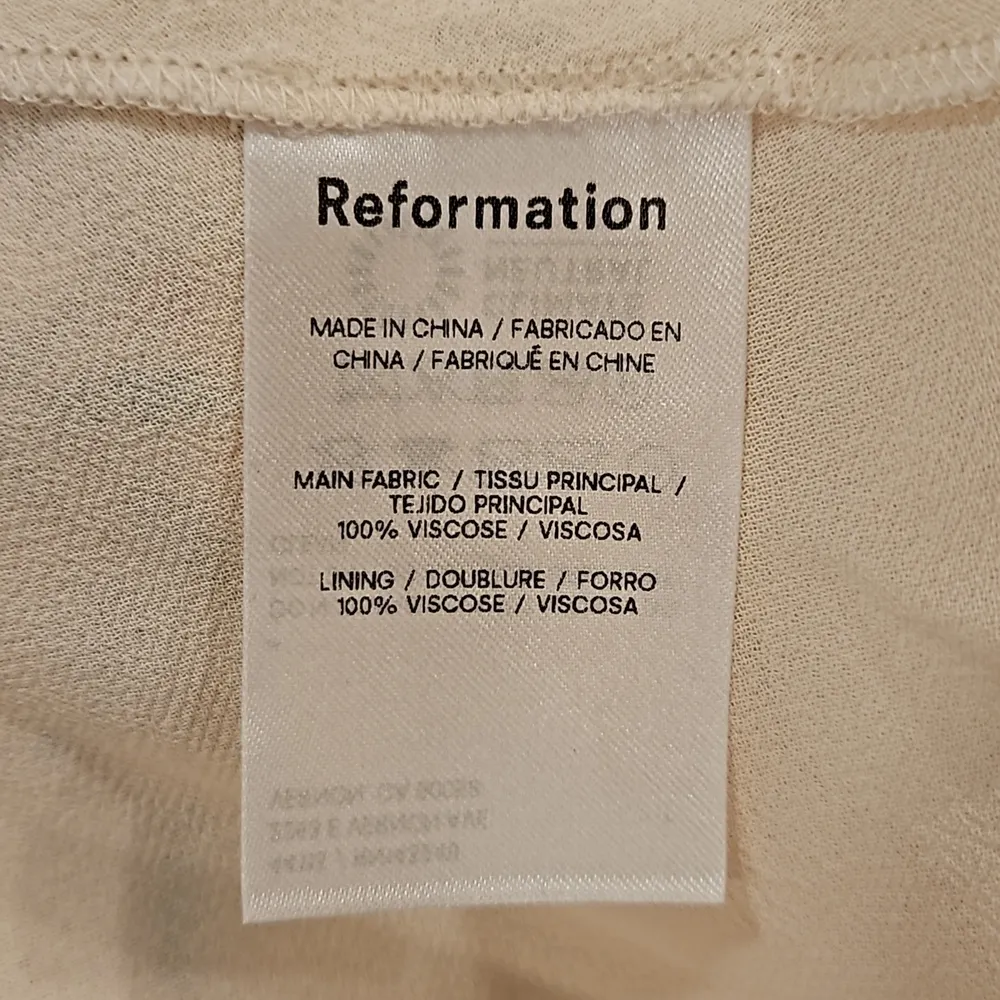 Reformation
MADE IN CHINA / FABRICADO EN
CHINA / FABRIQUÉ EN CHINE
MAIN FABRIC / TISSU PRINCIPAL /
TEJIDO PRINCIPAL
100% VISCOSE / VISCOSA
LINING / DOUBLURE / FORRO
100% VISCOSE / VISCOSA